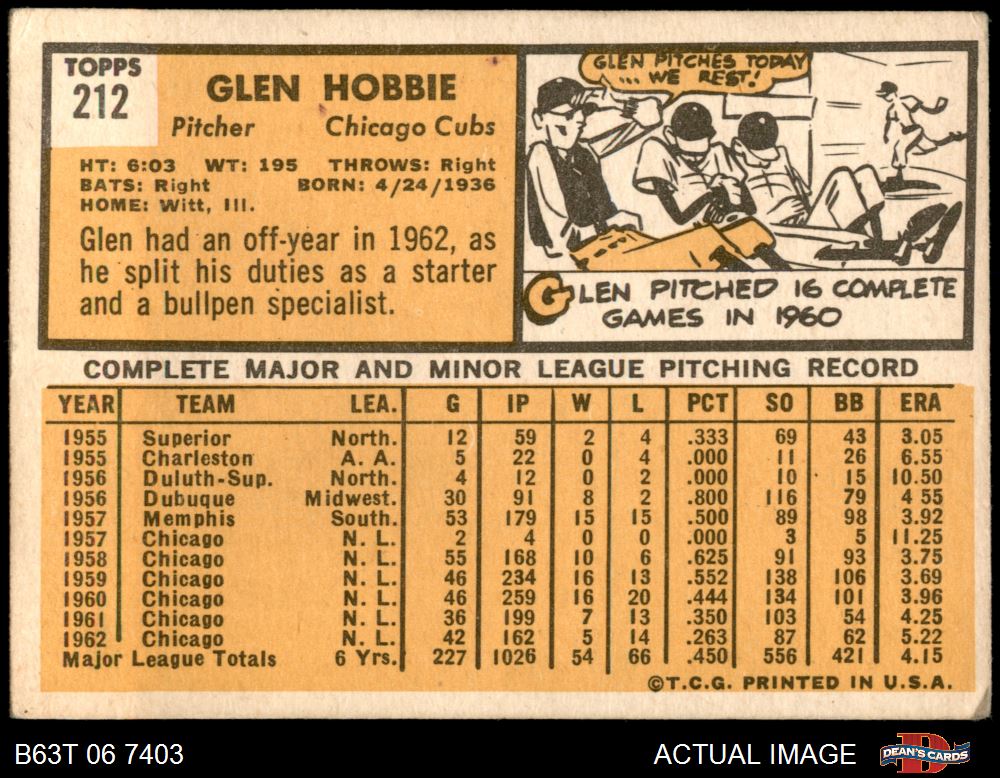 TOPPS
212
GLEN HOBBIE
Pitcher Chicago Cubs
HT: 6:03 WT: 195 THROWS: Right
BATS: Right BORN: 4/24/1936
HOME: Witt, Ill.
Glen had an off-year in 1962, as
he split his duties as a starter
and a bullpen specialist.
GLEN PITCHES TODAY
... WE REST!
GLEN PITCHED 16 COMPLETE
GAMES IN 1960
COMPLETE MAJOR AND MINOR LEAGUE PITCHING RECORD
YEAR TEAM LEA. G IP W L PCT SO BB ERA
1955 Superior North. 12 59 2 4 .333 69 43 3.05
1955 Charleston A. A. 5 22 0 4 .000 11 26 6.55
1956 Duluth-Sup. North. 4 12 0 2 .000 10 15 10.50
1956 Dubuque Midwest. 30 91 8 2 .800 116 79 4 55
1957 Memphis South. 53 179 15 15 .500 89 98 3.92
1957 Chicago N. L. 2 4 0 0 .000 3 5 11.25
1958 Chicago N. L. 55 168 10 6 .625 91 93 3.75
1959 Chicago N. L. 46 234 16 13 .552 138 106 3.69
1960 Chicago N. L. 46 259 16 20 .444 134 101 3.96
1961 Chicago N. L. 36 199 7 13 .350 103 54 4.25
1962 Chicago N. L. 42 162 5 14 .263 87 62 5.22
Major League Totals 6 Yrs. 227 1026 54 66 .450 556 421 4.15
©T.C.G. PRINTED IN U.S.A.
B63T 06 7403 ACTUAL IMAGE DEAN'S CARDS